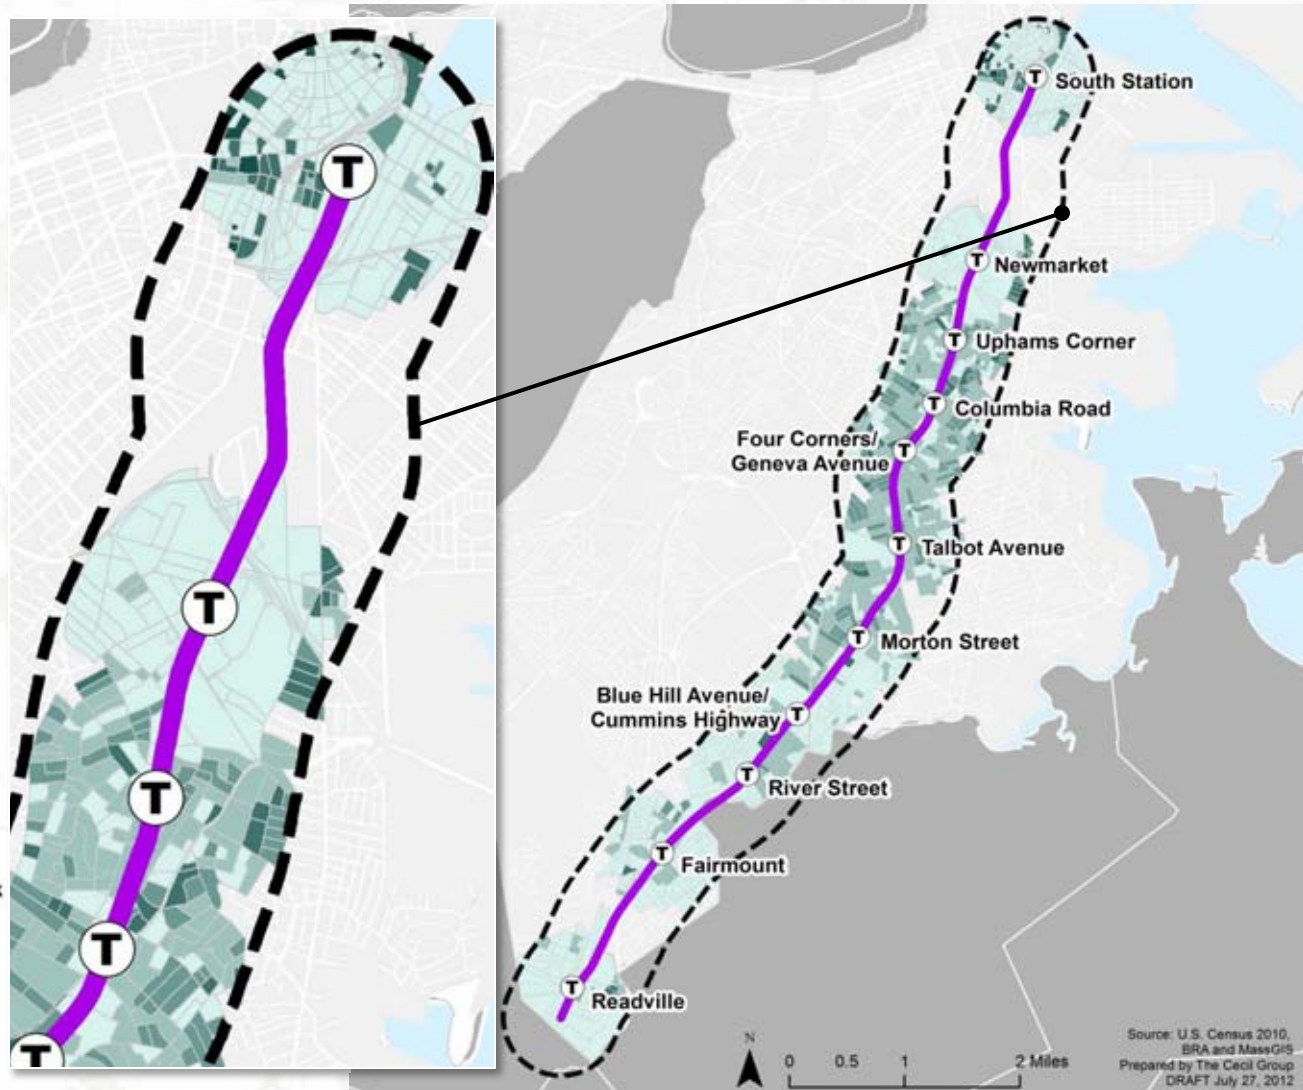 T
T
T
T
T
T South Station
T Newmarket
T Uphams Corner
T Columbia Road
Four Corners/
Geneva Avenue T
T Talbot Avenue
T Morton Street
Blue Hill Avenue/
Cummins Highway T
T River Street
T Fairmount
T Readville
N
0 0.5 1 2 Miles
Source: U.S. Census 2010,
BRA and MassGIS
Prepared by The Cecil Group
DRAFT July 27, 2012